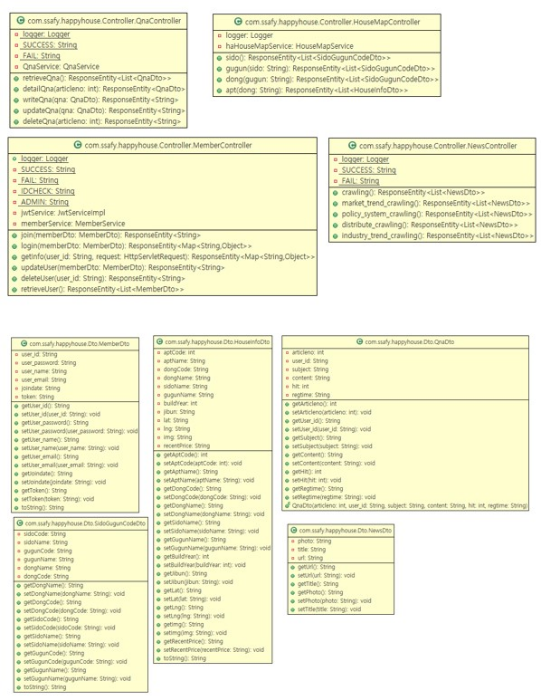 com.ssafy.happyhouse.Controller.QnaController
logger: Logger
SUCCESS: String
FAIL: String
QnaService: QnaService
retrieveQna(): ResponseEntity<List<QnaDto>>
detailQna(articleno: int): ResponseEntity<QnaDto>
writeQna(qna: QnaDto): ResponseEntity<String>
updateQna(qna: QnaDto): ResponseEntity<String>
deleteQna(articleno: int): ResponseEntity<String>
com.ssafy.happyhouse.Controller.HouseMapController
logger: Logger
haHouseMapService: HouseMapService
sido(): ResponseEntity<List<SidoGugunCodeDto>>
gugun(sido: String): ResponseEntity<List<SidoGugunCodeDto>>
dong(gugun: String): ResponseEntity<List<SidoGugunCodeDto>>
apt(dong: String): ResponseEntity<List<HouseInfoDto>>
com.ssafy.happyhouse.Controller.MemberController
logger: Logger
SUCCESS: String
FAIL: String
IDCHECK: String
ADMIN: String
jwtService: JwtServiceImpl
memberService: MemberService
join(memberDto: MemberDto): ResponseEntity<String>
login(memberDto: MemberDto): ResponseEntity<Map<String,Object>>
getInfo(user_id: String, request: HttpServletRequest): ResponseEntity<Map<String,Object>>
updateUser(memberDto: MemberDto): ResponseEntity<String>
deleteUser(user_id: String): ResponseEntity<String>
retrieveUser(): ResponseEntity<List<MemberDto>>
com.ssafy.happyhouse.Controller.NewsController
logger: Logger
SUCCESS: String
FAIL: String
crawling(): ResponseEntity<List<NewsDto>>
market_trend_crawling(): ResponseEntity<List<NewsDto>>
policy_system_crawling(): ResponseEntity<List<NewsDto>>
distribute_crawling(): ResponseEntity<List<NewsDto>>
industry_trend_crawling(): ResponseEntity<List<NewsDto>>
com.ssafy.happyhouse.Dto.MemberDto
user_id: String
user_password: String
user_name: String
user_email: String
joindate: String
token: String
getUser_id(): String
setUser_id(user_id: String): void
getUser_password(): String
setUser_password(user_password: String): void
getUser_name(): String
setUser_name(user_name: String): void
getUser_email(): String
setUser_email(user_email: String): void
getJoindate(): String
setJoindate(joindate: String): void
getToken(): String
setToken(token: String): void
toString(): String
com.ssafy.happyhouse.Dto.HouseInfoDto
aptCode: int
aptName: String
dongCode: String
dongName: String
sidoName: String
gugunName: String
buildYear: int
jibun: String
lat: String
lng: String
img: String
recentPrice: String
getAptCode(): int
setAptCode(aptCode: int): void
getAptName(): String
setAptName(aptName: String): void
getDongCode(): String
setDongCode(dongCode: String): void
getDongName(): String
setDongName(dongName: String): void
getSidoName(): String
setSidoName(sidoName: String): void
getGugunName(): String
setGugunName(gugunName: String): void
getBuildYear(): int
setBuildYear(buildYear: int): void
getJibun(): String
setJibun(jibun: String): void
getLat(): String
setLat(lat: String): void
getLng(): String
setLng(lng: String): void
getImg(): String
setImg(img: String): void
getRecentPrice(): String
setRecentPrice(recentPrice: String): void
toString(): String
com.ssafy.happyhouse.Dto.QnaDto
articleno: int
user_id: String
subject: String
content: String
hit: int
regtime: String
getArticleno(): int
setArticleno(articleno: int): void
getUser_id(): String
setUser_id(user_id: String): void
getSubject(): String
setSubject(subject: String): void
getContent(): String
setContent(content: String): void
getHit(): int
setHit(hit: int): void
getRegtime(): String
setRegtime(regtime: String): void
QnaDto(articleno: int, user_id: String, subject: String, content: String, hit: int, regtime: String)
com.ssafy.happyhouse.Dto.SidoGugunCodeDto
sidoCode: String
sidoName: String
gugunCode: String
gugunName: String
dongName: String
dongCode: String
getDongName(): String
setDongName(dongName: String): void
getDongCode(): String
setDongCode(dongCode: String): void
getSidoCode(): String
setSidoCode(sidoCode: String): void
getSidoName(): String
setSidoName(sidoName: String): void
getGugunCode(): String
setGugunCode(gugunCode: String): void
getGugunName(): String
setGugunName(gugunName: String): void
toString(): String
com.ssafy.happyhouse.Dto.NewsDto
photo: String
title: String
url: String
getUrl(): String
setUrl(url: String): void
getTitle(): String
getPhoto(): String
setPhoto(photo: String): void
setTitle(title: String): void